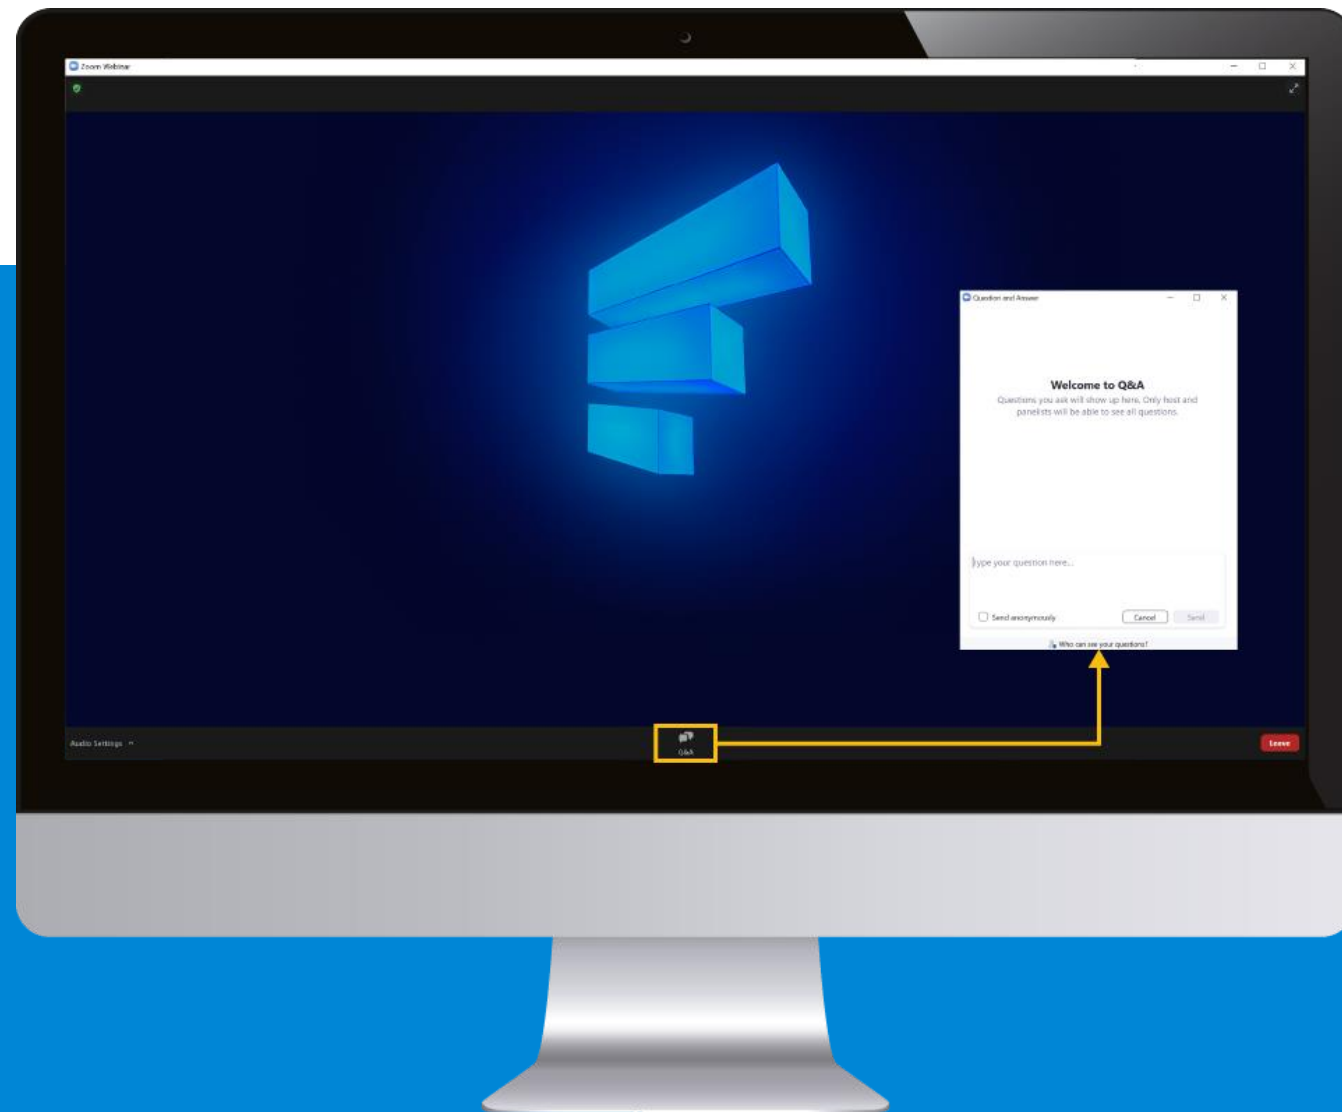 Zoom Webinar
Question and Answer
Welcome to Q&A
Questions you ask will show up here. Only host and
panelists will be able to see all questions.
Type your question here...
Send anonymously
Cancel
Send
Who can see your questions?
Audio Settings
Q&A
Leave